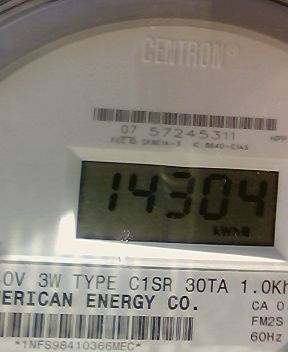 CENTRON®
07 57245311
14304
kWhR
0V 3W TYPE C1SR 30TA 1.0Kh
ERICAN ENERGY CO.
CA 0
FM2S
60Hz
*1NFS98410366MEC*